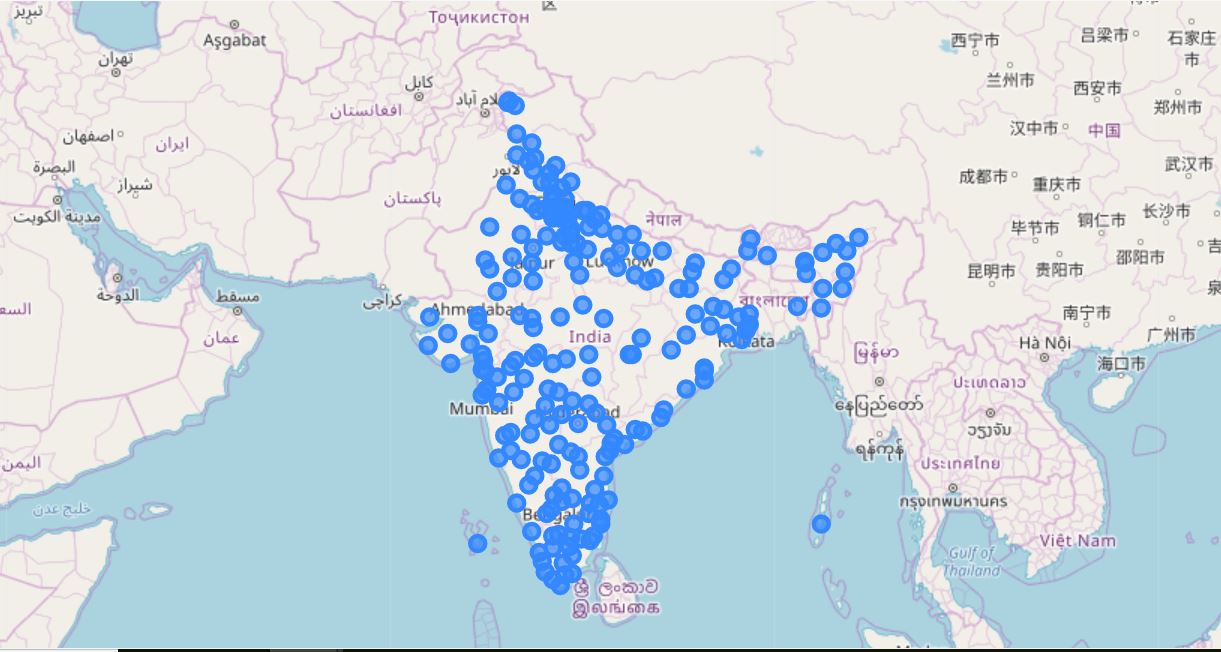 تبریز
Тоҷикистон
西宁市
吕梁市
石家庄
市
Aşgabat
تهران
کابل
兰州市
西安市
郑州市
افغانستان
汉中市
中国
اصفهان
ایران
البصرة
لاہور
武汉市
شیراز
پاکستان
成都市
重庆市
مدينة الكويت
नेपाल
毕节市
铜仁市
长沙市
邵阳市
昆明市
贵阳市
الدوحة
مسقط
کراچی
Ahmedabad
India
عمان
南宁市
广州市
Hà Nội
Kolkata
မြန်မာ
海口市
ປະເທດລາວ
Mumbai
နေပြည်တော်
ວຽງຈັນ
ရန်ကုန်
اليمن
ประเทศไทย
خليج عدن
กรุงเทพมหานคร
Việt Nam
Gulf of
Thailand
ශ්‍රී ලංකාව
இலங்கை